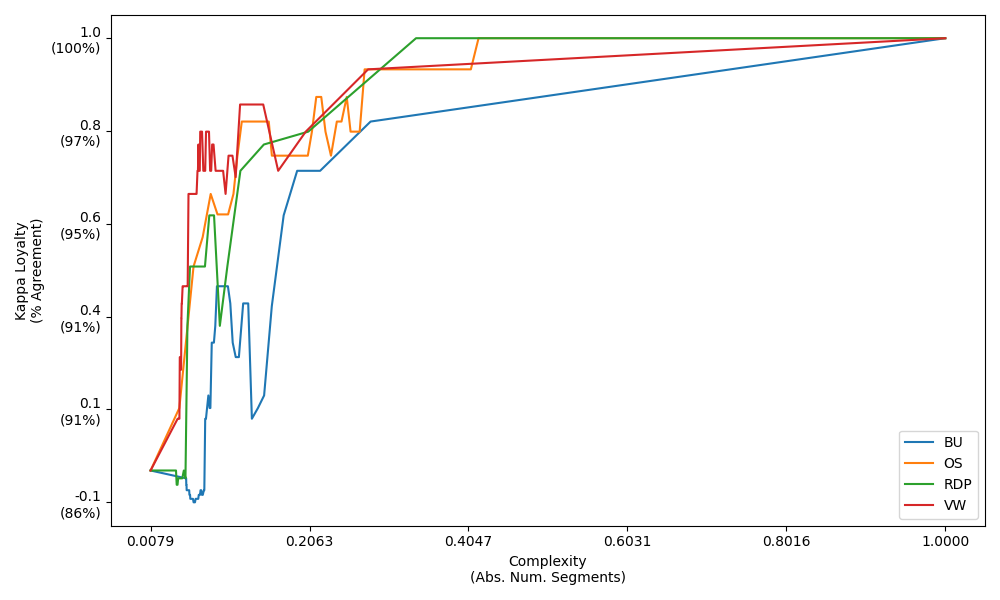 1.0
(100%)
0.8
(97%)
0.6
(95%)
0.4
(91%)
0.1
(91%)
-0.1
(86%)
Kappa Loyalty
(% Agreement)
0.0079 0.2063 0.4047 0.6031 0.8016 1.0000
Complexity
(Abs. Num. Segments)
BU
OS
RDP
VW